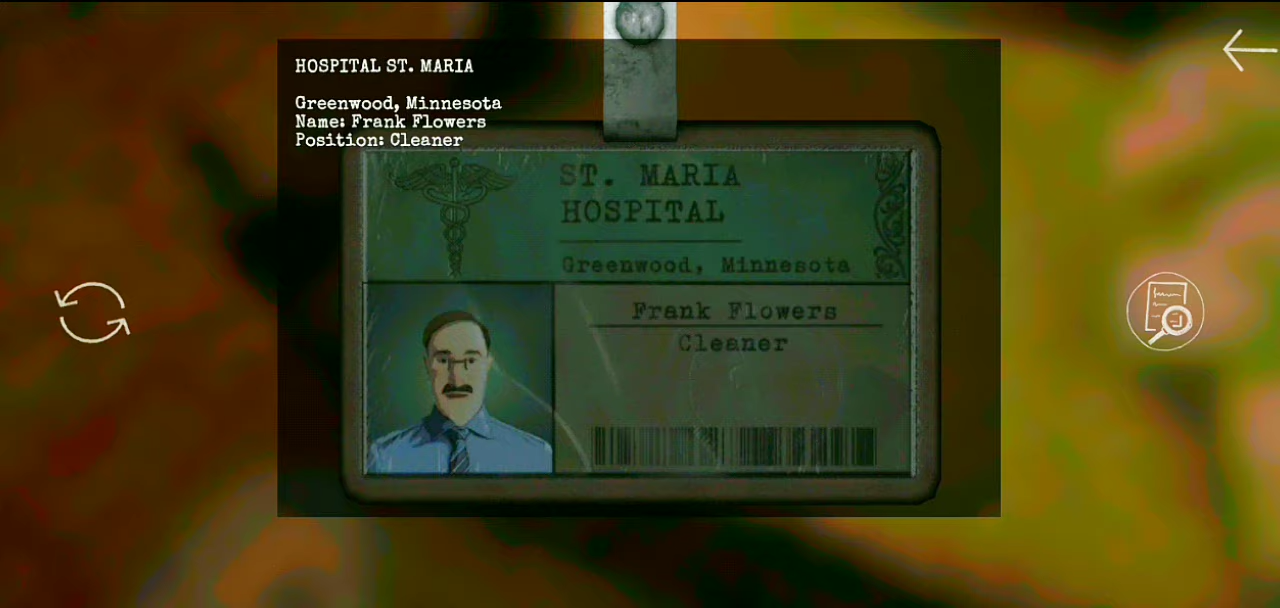 HOSPITAL ST. MARIA
Greenwood, Minnesota
Name: Frank Flowers
Position: Cleaner
ST. MARIA
HOSPITAL
Greenwood, Minnesota
Frank Flowers
Cleaner